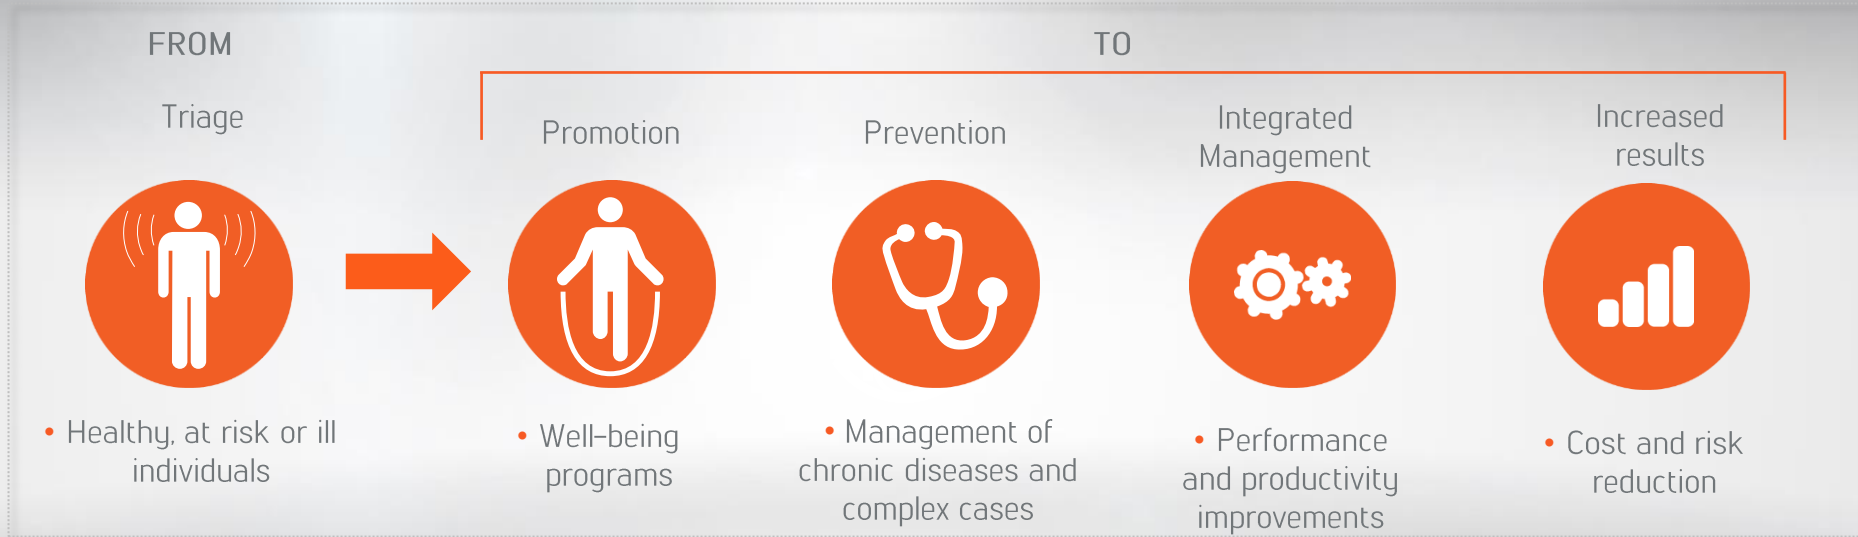 FROM
TO
Triage
Promotion
Prevention
Integrated
Management
Increased
results
• Healthy, at risk or ill
individuals
• Well-being
programs
• Management of
chronic diseases and
complex cases
• Performance
and productivity
improvements
• Cost and risk
reduction